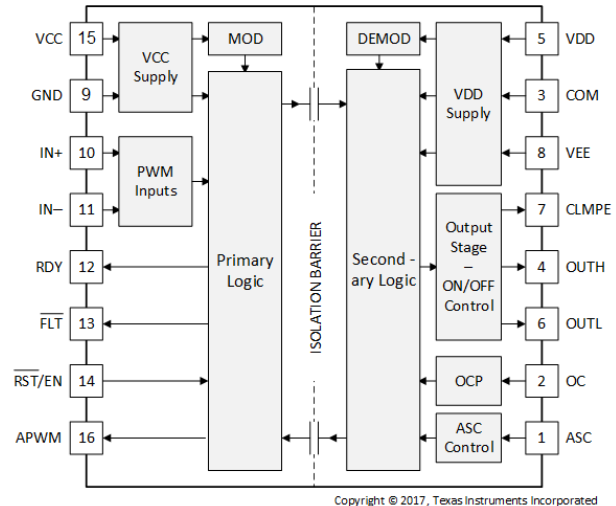 VCC 15 MOD DEMOD 5 VDD
VCC
Supply
GND 9 3 COM
VDD
Supply
IN+ 10 8 VEE
PWM
Inputs
IN− 11 7 CLMPE
Output
Stage
–
ON/OFF
Control
RDY 12 4 OUTH
Primary
Logic
ISOLATION BARRIER
Second -
ary Logic
FLT 13 6 OUTL
RST/EN 14 OCP 2 OC
APWM 16 ASC
Control
1 ASC
Copyright © 2017, Texas Instruments Incorporated